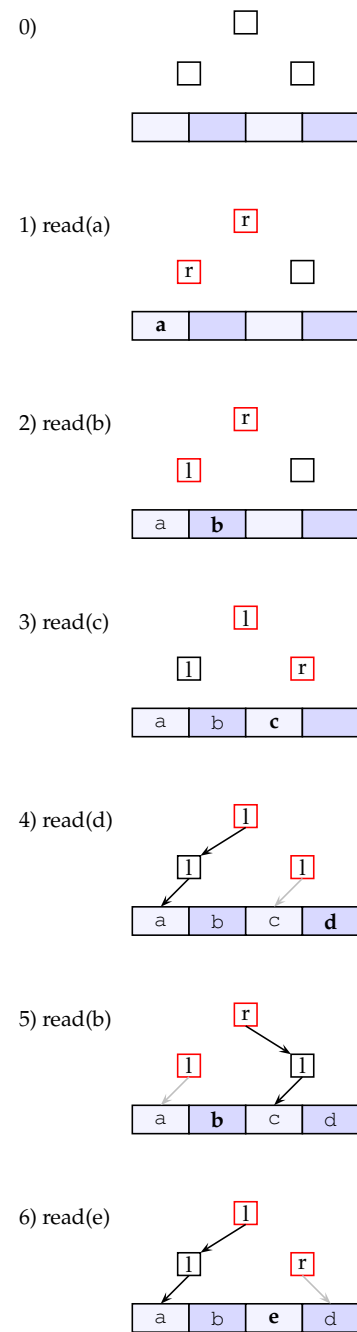 0)
1) read(a)
r
r
a
2) read(b)
r
l
a b
3) read(c)
l
l r
a b c
4) read(d)
l
l l
a b c d
5) read(b)
r
l l
a b c d
6) read(e)
l
l r
a b e d